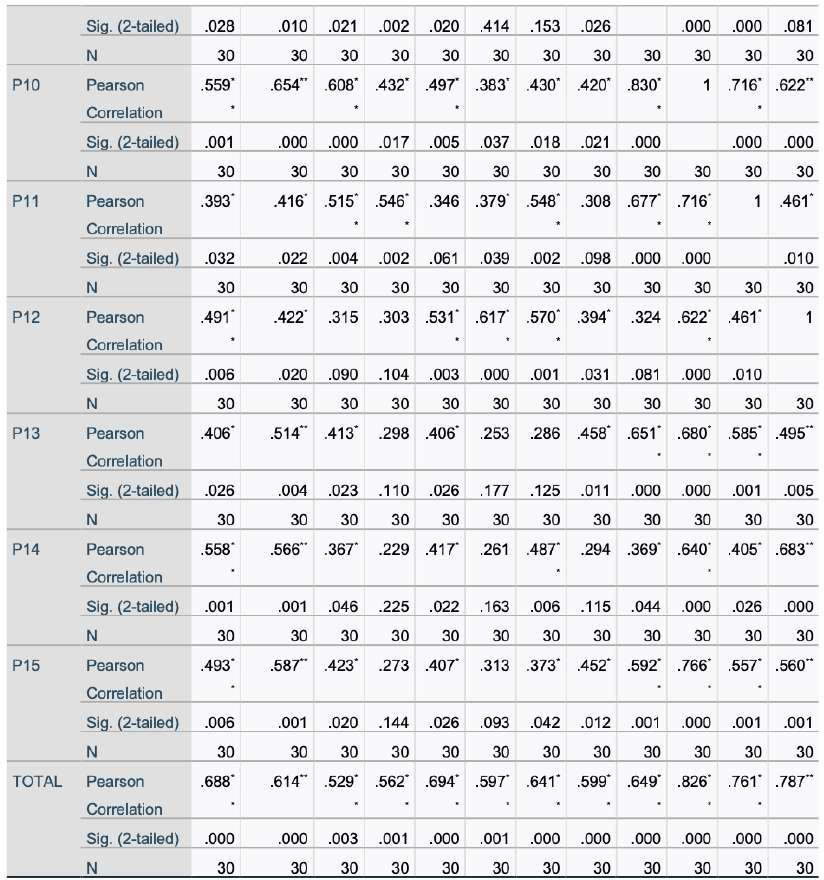 Sig. (2-tailed) .028 .010 .021 .002 .020 .414 .153 .026 .000 .000 .081
N 30 30 30 30 30 30 30 30 30 30 30 30
P10 Pearson .559* .654** .608* .432* .497* .383* .430* .420* .830* 1 .716* .622**
Correlation * * * * *
Sig. (2-tailed) .001 .000 .000 .017 .005 .037 .018 .021 .000 .000 .000
N 30 30 30 30 30 30 30 30 30 30 30 30
P11 Pearson .393* .416* .515* .546* .346 .379* .548* .308 .677* .716* 1 .461*
Correlation * * * * *
Sig. (2-tailed) .032 .022 .004 .002 .061 .039 .002 .098 .000 .000 .010
N 30 30 30 30 30 30 30 30 30 30 30 30
P12 Pearson .491* .422* .315 .303 .531* .617* .570* .394* .324 .622* .461* 1
Correlation * * * * *
Sig. (2-tailed) .006 .020 .090 .104 .003 .000 .001 .031 .081 .000 .010
N 30 30 30 30 30 30 30 30 30 30 30 30
P13 Pearson .406* .514** .413* .298 .406* .253 .286 .458* .651* .680* .585* .495**
Correlation * * *
Sig. (2-tailed) .026 .004 .023 .110 .026 .177 .125 .011 .000 .000 .001 .005
N 30 30 30 30 30 30 30 30 30 30 30 30
P14 Pearson .558* .566** .367* .229 .417* .261 .487* .294 .369* .640* .405* .683**
Correlation * * *
Sig. (2-tailed) .001 .001 .046 .225 .022 .163 .006 .115 .044 .000 .026 .000
N 30 30 30 30 30 30 30 30 30 30 30 30
P15 Pearson .493* .587** .423* .273 .407* .313 .373* .452* .592* .766* .557* .560**
Correlation * * * *
Sig. (2-tailed) .006 .001 .020 .144 .026 .093 .042 .012 .001 .000 .001 .001
N 30 30 30 30 30 30 30 30 30 30 30 30
TOTAL Pearson .688* .614** .529* .562* .694* .597* .641* .599* .649* .826* .761* .787**
Correlation * * * * * * * * * *
Sig. (2-tailed) .000 .000 .003 .001 .000 .001 .000 .000 .000 .000 .000 .000
N 30 30 30 30 30 30 30 30 30 30 30 30